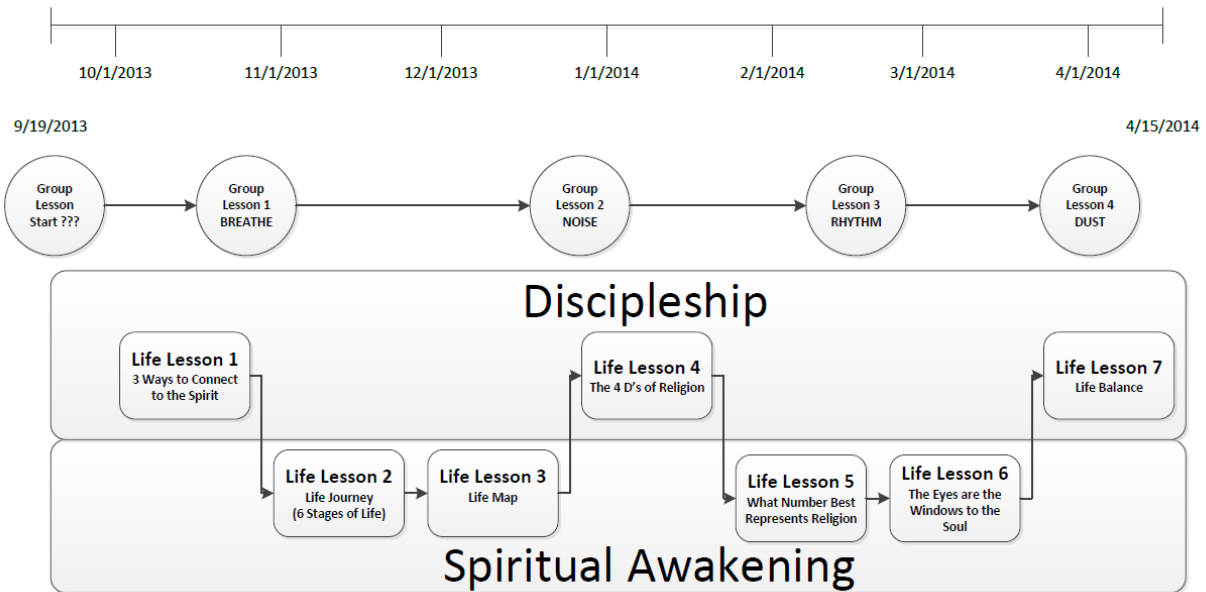 10/1/2013
11/1/2013
12/1/2013
1/1/2014
2/1/2014
3/1/2014
4/1/2014
9/19/2013
4/15/2014
Group
Lesson
Start ???
Group
Lesson 1
BREATHE
Group
Lesson 2
NOISE
Group
Lesson 3
RHYTHM
Group
Lesson 4
DUST
Discipleship
Life Lesson 1
3 Ways to Connect
to the Spirit
Life Lesson 4
The 4 D's of Religion
Life Lesson 7
Life Balance
Life Lesson 2
Life Journey
(6 Stages of Life)
Life Lesson 3
Life Map
Life Lesson 5
What Number Best
Represents Religion
Life Lesson 6
The Eyes are the
Windows to the
Soul
Spiritual Awakening